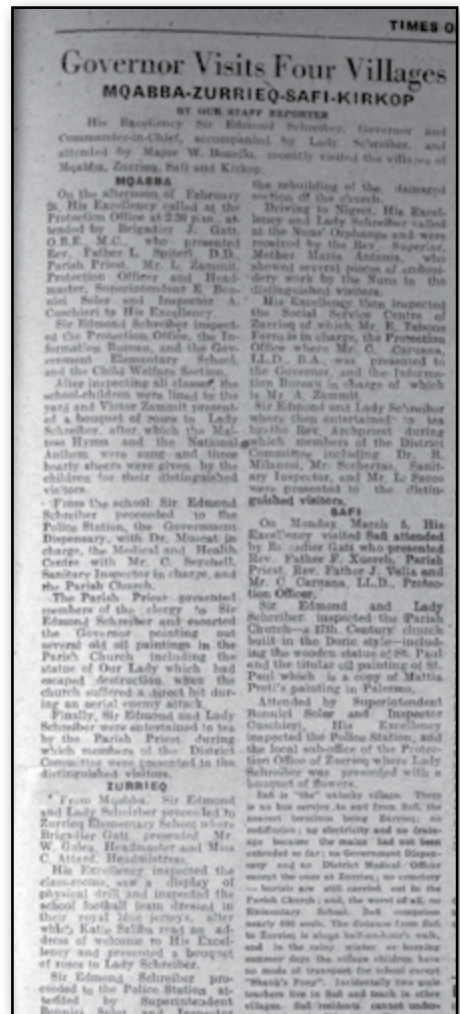 TIMES O
Governor Visits Four Villages
MQABBA-ZURRIEQ-SAFI-KIRKOP
BY OUR STAFF REPORTER
His Excellency Sir Edmond Schreiber, Governor and
Commander-in-Chief, accompanied by Lady Schreiber, and
attended by Major W. recently visited the villages of
Mqabba, Zurrieq, Safi and Kirkop.
MQABBA
On the afternoon of February
His Excellency called at the
Protection Office at 2.30 p.m. at-
tended by Brigadier J. Gatt,
O.B.E., M.C., who presented
Rev. Father L. Spiteri D.D.,
Parish Priest, Mr. L. Zammit,
Protection Officer and Head-
master, Superintendent E. Bon-
nici Soler and Inspector A.
Cuschieri to His Excellency.
Sir Edmond Schreiber inspect-
ed the Protection Office, the In-
formation Bureau, and the Gov-
ernment Elementary School,
and the Child Welfare Section.
After inspecting all classes, the
school-children were lined in the
yard and Victor Zammit present-
ed a bouquet of roses to Lady
Schreiber, after which the Mal-
tese Hymn and the National
Anthem were sung and three
hearty cheers were given by the
children for their distinguished
visitors.
From the school Sir Edmond
Schreiber proceeded to the
Police Station, the Government
Dispensary, with Dr. Muscat in
charge, the Medical and Health
Centre with Mr. C. Seychell,
Sanitary Inspector in charge, and
the Parish Church.
The Parish Priest presented
members of the clergy to Sir
Edmond Schreiber and escorted
the Governor pointing out
several old oil paintings in the
Parish Church including the
statue of Our Lady which had
escaped destruction when the
church suffered a direct hit dur-
ing an aerial enemy attack.
Finally, Sir Edmond and Lady
Schreiber were entertained to tea
by the Parish Priest during
which members of the District
Committee were presented to the
distinguished visitors.
ZURRIEQ
From Mqabba, Sir Edmond
and Lady Schreiber proceeded to
Zurrieq Elementary School where
Brigadier Gatt presented Mr.
W. Galea, Headmaster and Miss
C. Attard, Headmistress.
His Excellency inspected the
class-rooms, saw a display of
physical drill and inspected the
school football team dressed in
their royal blue jerseys, after
which Katie Saliba read an ad-
dress of welcome to His Excel-
lency and presented a bouquet
of roses to Lady Schreiber.
Sir Edmond Schreiber pro-
ceeded to the Police Station at-
tended by Superintendent
Bonnici Soler and Inspector
the rebuilding of the damaged
section of the church.
Driving to Nigret, His Excel-
lency and Lady Schreiber called
at the Nuns' Orphanage and were
received by the Rev. Superior,
Mother Maria Antonia, who
showed several pieces of embroi-
dery work by the Nuns to the
distinguished visitors.
His Excellency then inspected
the Social Service Centre of
Zurrieq of which Mr. E. Tabone
Ferro is in charge, the Protection
Office where Mr. C. Caruana,
LL.D., B.A., was presented to
the Governor, and the Informa-
tion Bureau in charge of which
is Mr. A. Zammit.
Sir Edmond and Lady Schreiber
where then entertained to tea
by the Rev. Archpriest during
which members of the District
Committee including Dr. R.
Milanesi, Mr. Sceberras, Sanit-
ary Inspector, and Mr. Lo Sacco
were presented to the distin-
guished visitors.
SAFI
On Monday March 5, His
Excellency visited Safi attended
by Brigadier Gatt who presented
Rev. Father F. Xuereb, Parish
Priest, Rev. Father J. Vella and
Mr. C. Caruana, LL.D., Protec-
tion Officer.
Sir Edmond and Lady
Schreiber inspected the Parish
Church—a 17th Century church
built in the Doric style—includ-
ing the wooden statue of St. Paul
and the titular oil painting of St.
Paul which is a copy of Mattia
Preti's painting in Palermo.
Attended by Superintendent
Bonnici Soler and Inspector
Cuschieri, His Excellency
inspected the Police Station, and
the local sub-office of the Protec-
tion Office of Zurrieq where Lady
Schreiber was presented with a
bouquet of flowers.
Safi is "the" unlucky village. There
is no bus service to and from Safi, the
nearest terminus being Zurrieq; no
rediffusion; no electricity and no drain-
age because the mains had not been
extended so far; no Government Dispen-
sary and no District Medical Officer
except the ones at Zurrieq; no cemetery
— burials are still carried out in the
Parish Church; and, the worst of all, no
Elementary School. Safi comprises
nearly 600 souls. The distance from Safi
to Zurrieq is about half-an-hour's walk,
and in the rainy winter or burning
summer days the village children have
no mode of transport for school except
"Shank's Pony". Incidentally two male
teachers live in Safi and teach in other
villages. Safi residents cannot under-